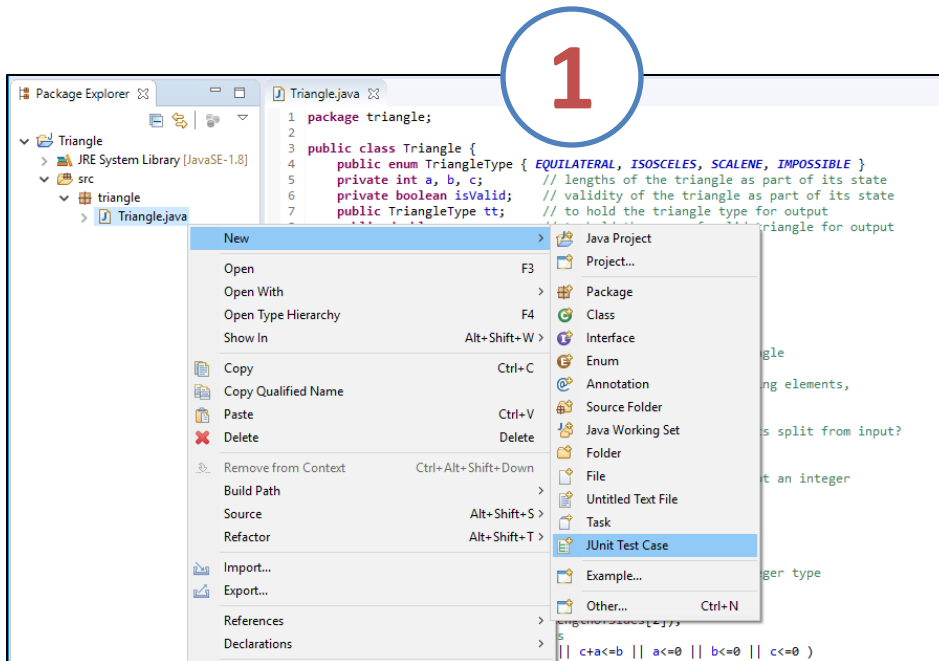 1
Package Explorer
Triangle.java
Triangle
JRE System Library [JavaSE-1.8]
src
triangle
Triangle.java
1 package triangle;
2
3 public class Triangle {
4 public enum TriangleType { EQUILATERAL, ISOSCELES, SCALENE, IMPOSSIBLE }
5 private int a, b, c; // lengths of the triangle as part of its state
6 private boolean isValid; // validity of the triangle as part of its state
7 public TriangleType tt; // to hold the triangle type for output
triangle for output
gle
ng elements,
s split from input?
t an integer
ger type
|| c+a<=b || a<=0 || b<=0 || c<=0 )
New
Open F3
Open With
Open Type Hierarchy F4
Show In Alt+Shift+W
Copy Ctrl+C
Copy Qualified Name
Paste Ctrl+V
Delete Delete
Remove from Context Ctrl+Alt+Shift+Down
Build Path
Source Alt+Shift+S
Refactor Alt+Shift+T
Import...
Export...
References
Declarations
Java Project
Project...
Package
Class
Interface
Enum
Annotation
Source Folder
Java Working Set
Folder
File
Untitled Text File
Task
JUnit Test Case
Example...
Other... Ctrl+N